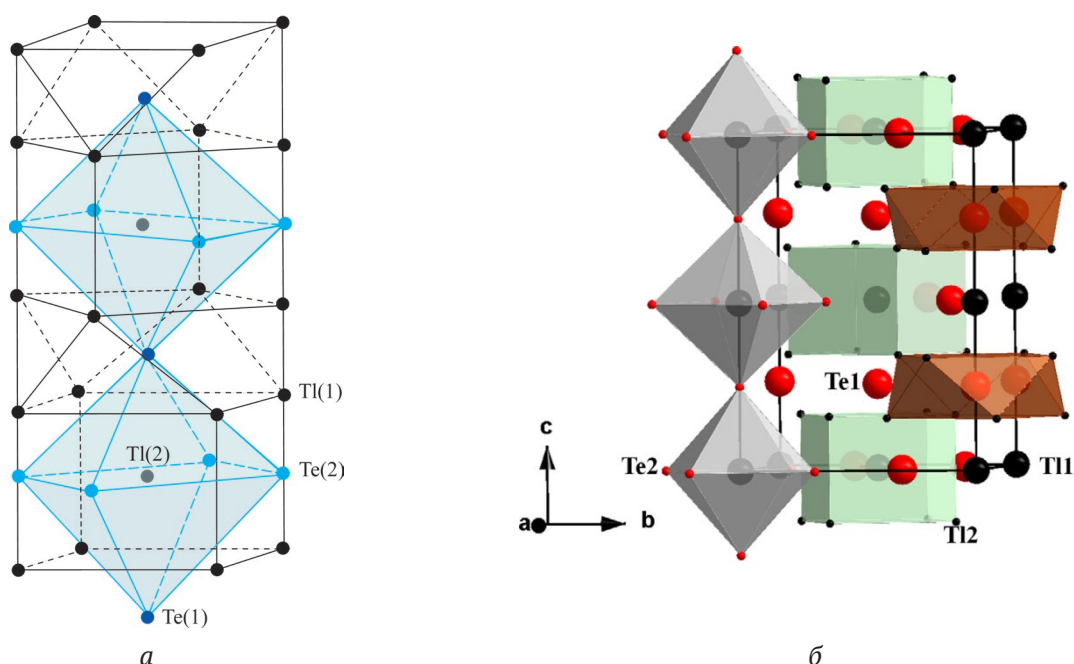 Tl(1)
Tl(2)
Te(2)
Te(1)
а
Te1
Te2
Tl1
Tl2
c
a
b
б